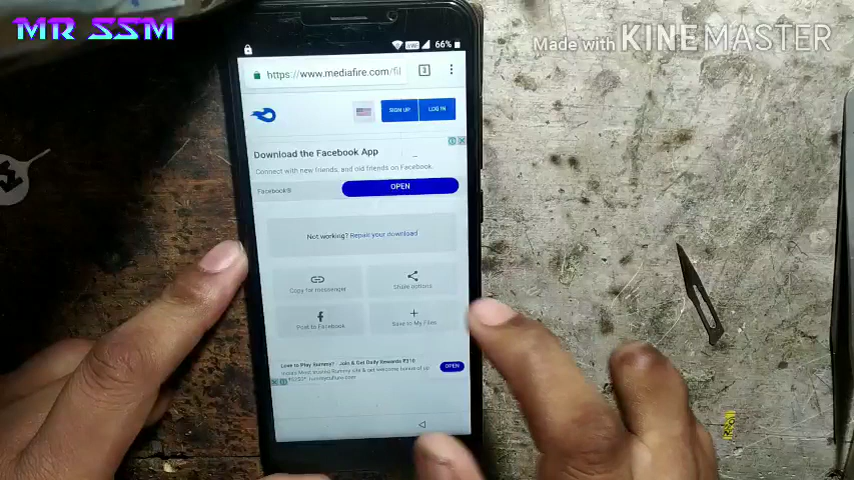 MR SSM
Made with KINEMASTER
66%
https://www.mediafire.com/fil
3
SIGN UP
LOG IN
Download the Facebook App
Connect with new friends, and old friends on Facebook.
Facebook®
OPEN
Not working? Repair your download
Copy for messenger
Share options
Post to Facebook
Save to My Files
Love to Play Rummy? - Join & Get Daily Rewards
OPEN